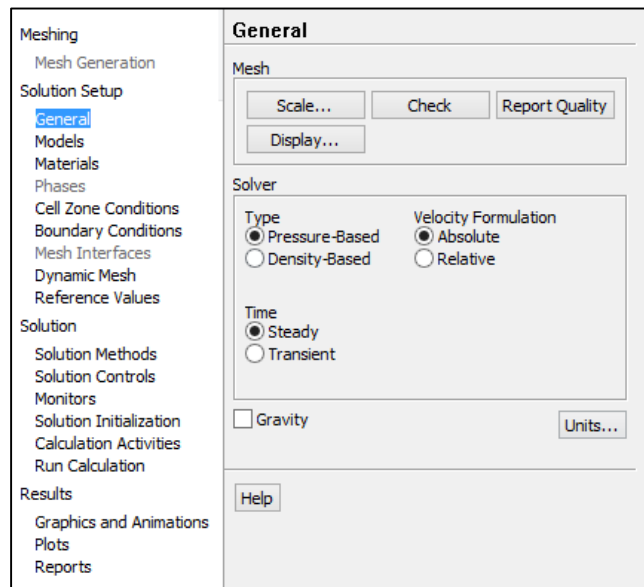 Meshing
Mesh Generation
Solution Setup
General
Models
Materials
Phases
Cell Zone Conditions
Boundary Conditions
Mesh Interfaces
Dynamic Mesh
Reference Values
Solution
Solution Methods
Solution Controls
Monitors
Solution Initialization
Calculation Activities
Run Calculation
Results
Graphics and Animations
Plots
Reports
General
Mesh
Scale... Check Report Quality
Display...
Solver
Type Velocity Formulation
Pressure-Based Absolute
Density-Based Relative
Time
Steady
Transient
Gravity Units...
Help